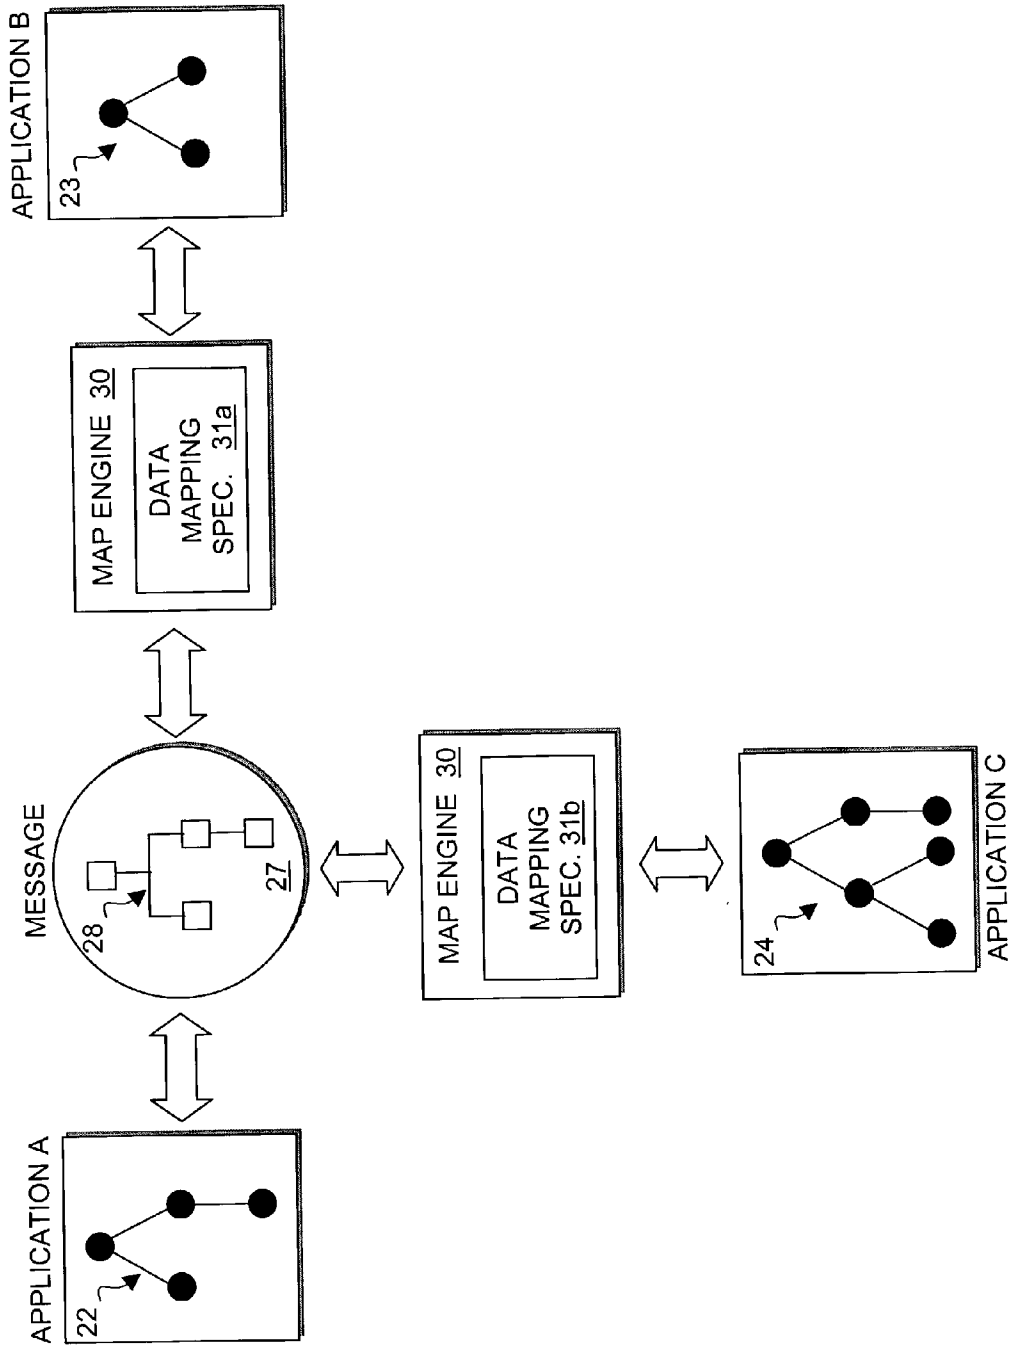 APPLICATION A
22
MESSAGE
28
27
MAP ENGINE 30
DATA
MAPPING
SPEC. 31a
APPLICATION B
23
MAP ENGINE 30
DATA
MAPPING
SPEC. 31b
24
APPLICATION C